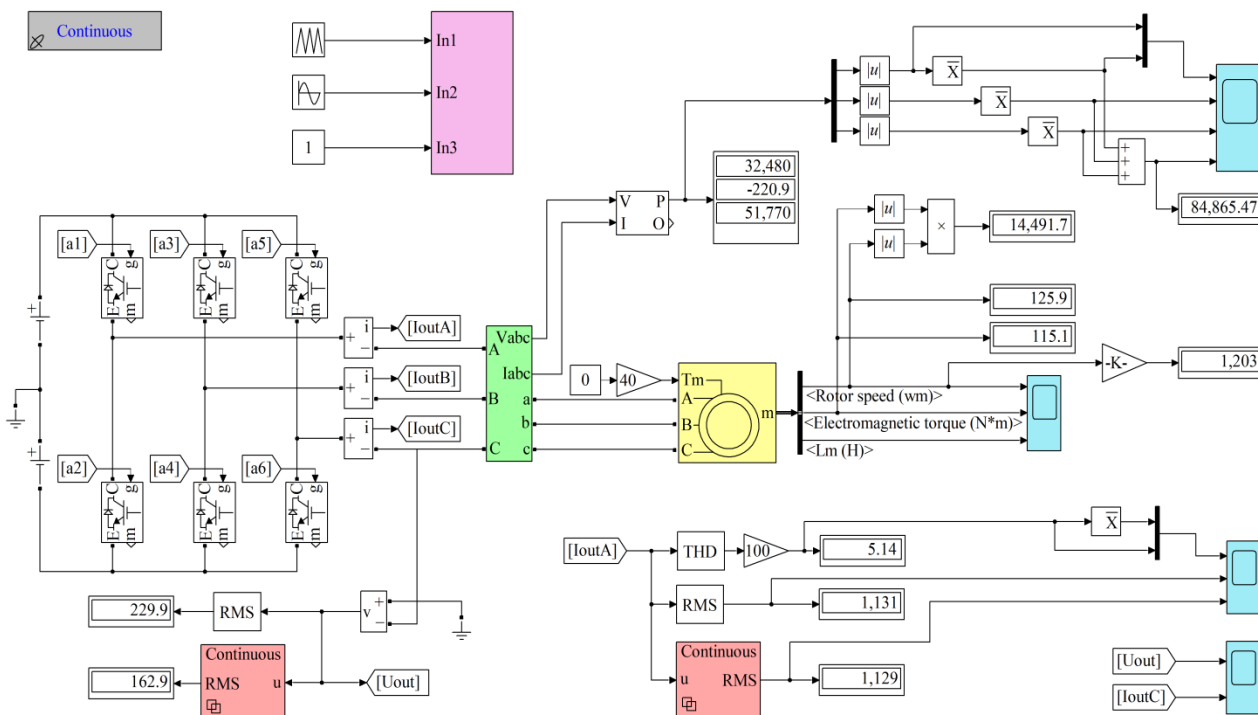 Continuous
In1
In2
1
In3
|u|
X
|u|
X
|u|
X
+
+
+
84,865.47
V
P
I
O
32,480
-220.9
51,770
|u|
|u|
×
14,491.7
125.9
115.1
-K-
1,203
[a1]
[a3]
[a5]
C
g
E
m
C
g
E
m
C
g
E
m
+
+
+
i
−
[IoutA]
+
i
−
[IoutB]
+
i
−
[IoutC]
Vabc
A
Iabc
B
a
b
C
c
0
40
Tm
A
B
C
m
<Rotor speed (wm)>
<Electromagnetic torque (N*m)>
<Lm (H)>
[a2]
[a4]
[a6]
C
g
E
m
C
g
E
m
C
g
E
m
229.9
RMS
v
+
−
162.9
Continuous
RMS
u
[Uout]
[IoutA]
THD
100
5.14
X
RMS
1,131
Continuous
u
RMS
1,129
[Uout]
[IoutC]